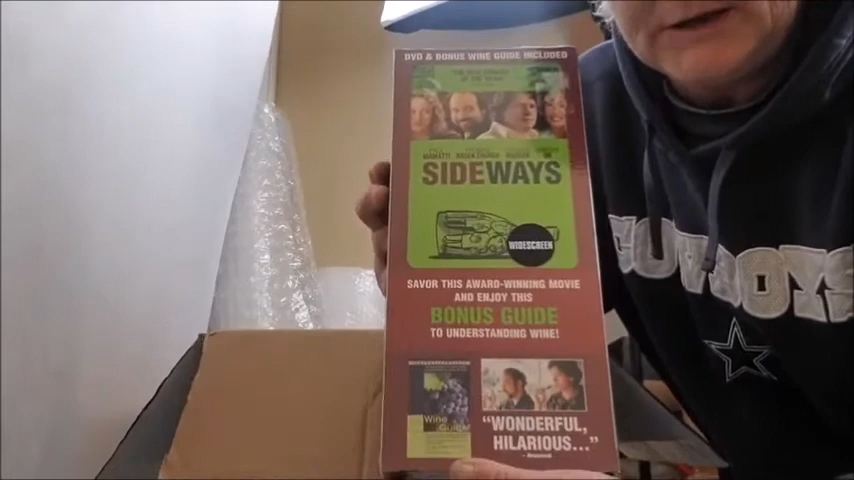 DVD & BONUS WINE GUIDE INCLUDED
SIDEWAYS
WIDESCREEN
SAVOR THIS AWARD-WINNING MOVIE
AND ENJOY THIS
BONUS GUIDE
TO UNDERSTANDING WINE!
Wine
Guide
"WONDERFUL,
HILARIOUS..."
Cowboys